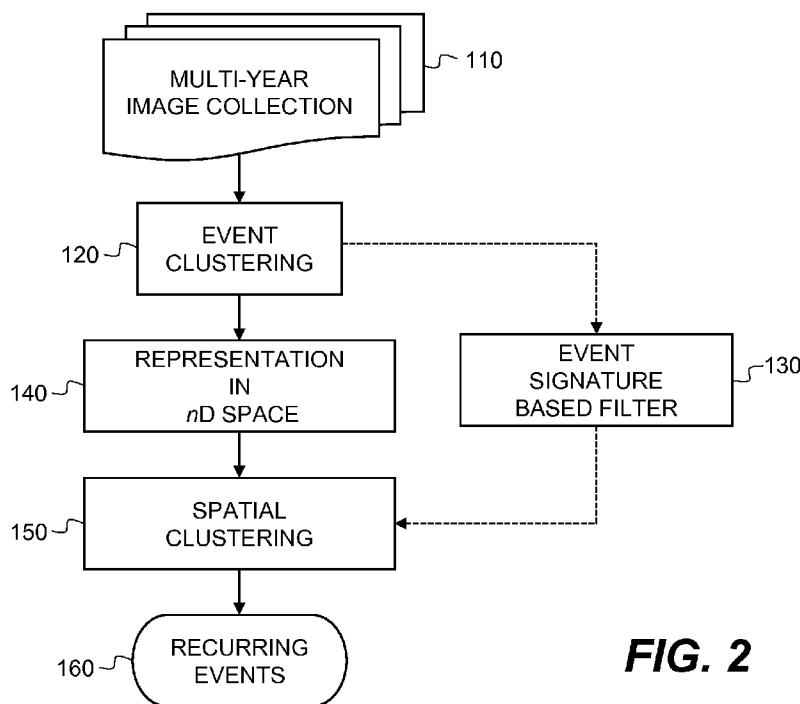 MULTI-YEAR
IMAGE COLLECTION
110
EVENT
CLUSTERING
120
REPRESENTATION
IN
nD SPACE
140
EVENT
SIGNATURE
BASED FILTER
130
SPATIAL
CLUSTERING
150
RECURRING
EVENTS
160
FIG. 2